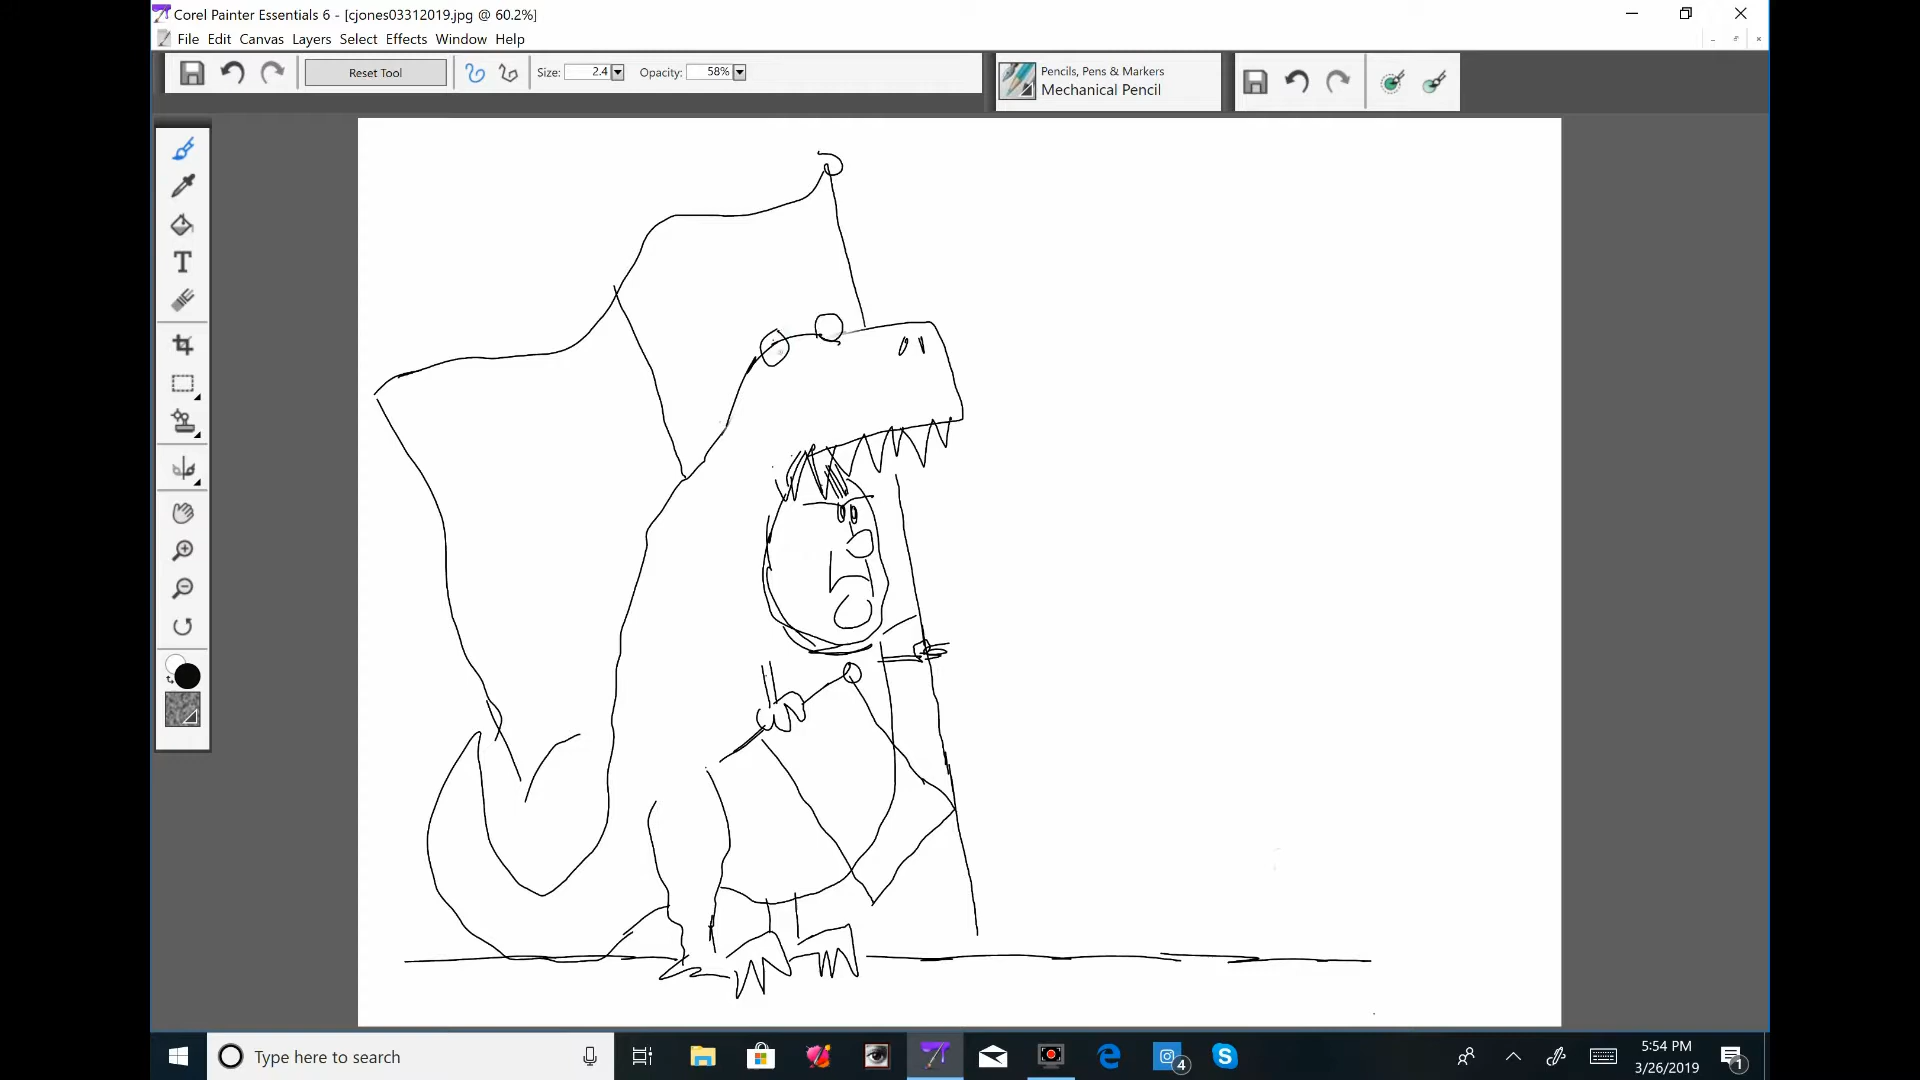 Corel Painter Essentials 6 - [cjones03312019.jpg @ 60.2%]
File Edit Canvas Layers Select Effects Window Help
Reset Tool Size: 2.4 Opacity: 58%
Pencils, Pens & Markers
Mechanical Pencil
T
Type here to search
4
5:54 PM
3/26/2019
1